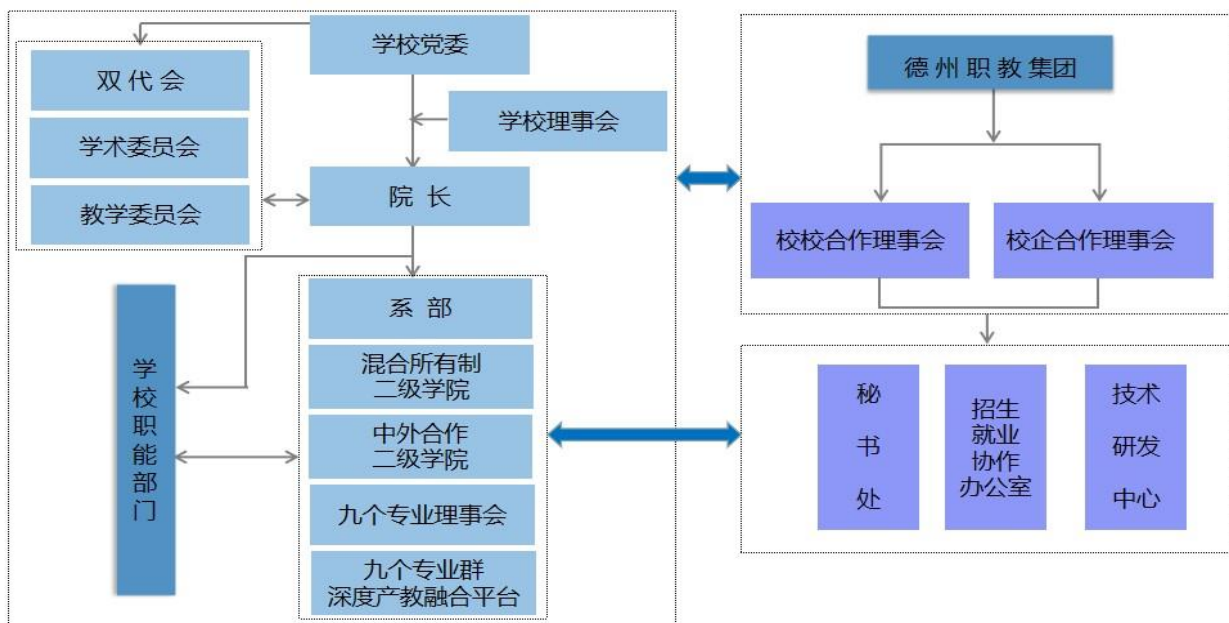 学校党委
双 代 会
学术委员会
教学委员会
学校理事会
院 长
学
校
职
能
部
门
系 部
混合所有制
二级学院
中外合作
二级学院
九个专业理事会
九个专业群
深度产教融合平台
德 州 职 教 集团
校校合作理事会
校企合作理事会
秘
书
处
招生
就业
协作
办公室
技术
研发
中心